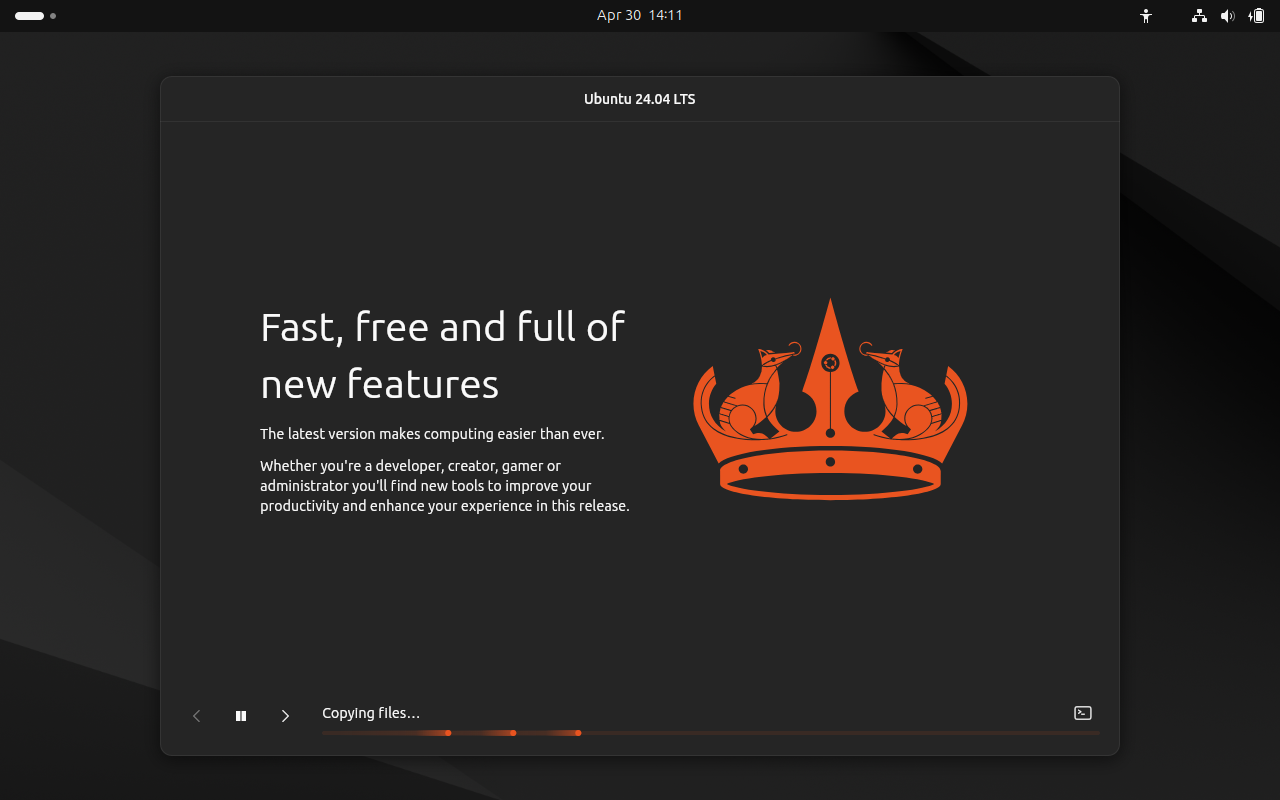 Apr 30 14:11
Ubuntu 24.04 LTS
Fast, free and full of
new features
The latest version makes computing easier than ever.
Whether you're a developer, creator, gamer or
administrator you'll find new tools to improve your
productivity and enhance your experience in this release.
Copying files...